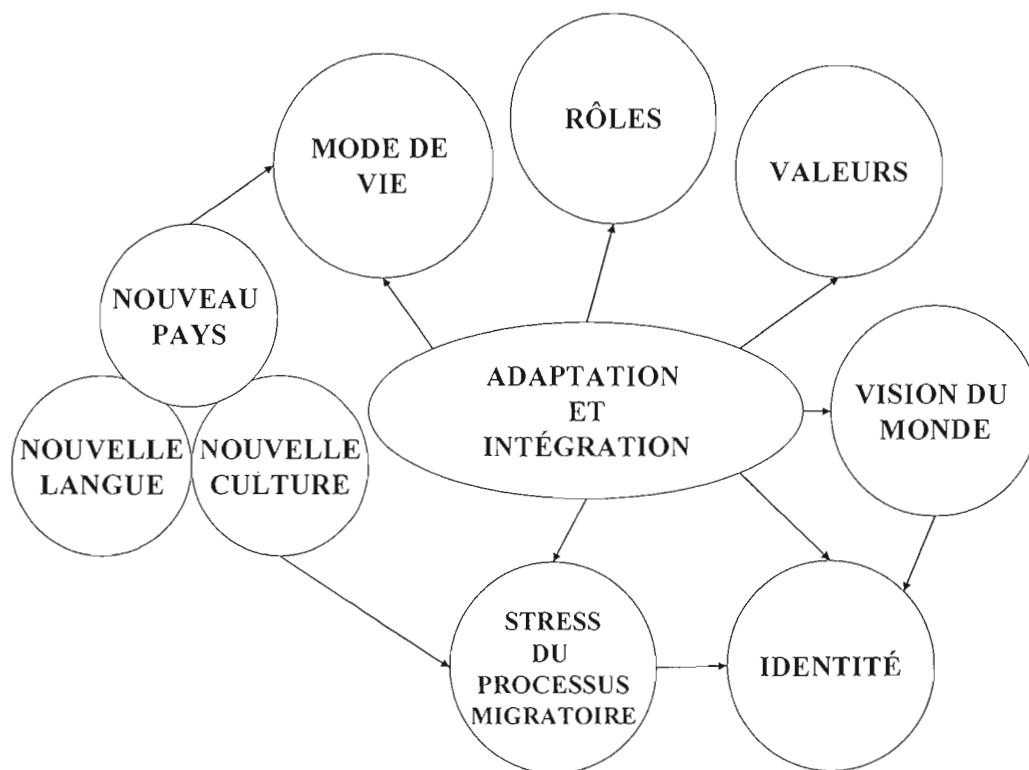 MODE DE
VIE
RÔLES
VALEURS
NOUVEAU
PAYS
NOUVELLE
LANGUE
NOUVELLE
CULTURE
ADAPTATION
ET
INTÉGRATION
VISION DU
MONDE
STRESS
DU
PROCESSUS
MIGRATOIRE
IDENTITÉ